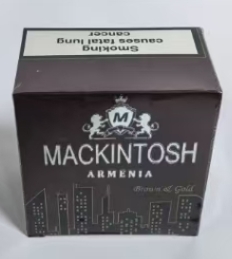 Smoking
causes fatal lung
cancer
M
MACKINTOSH
ARMENIA
Brown & Gold